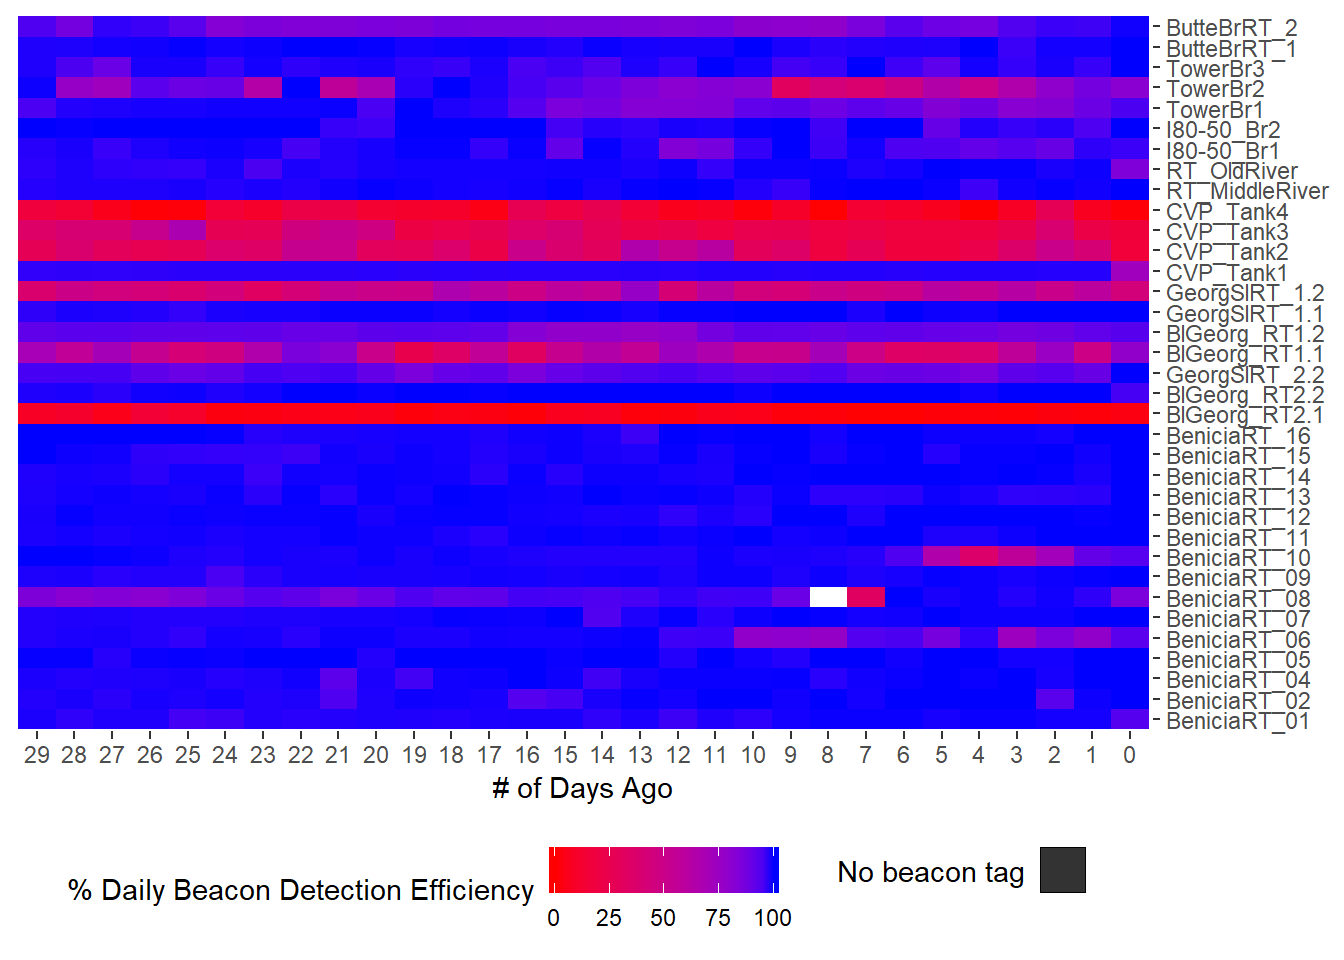 ButteBrRT_2
ButteBrRT_1
TowerBr3
TowerBr2
TowerBr1
I80-50_Br2
I80-50_Br1
RT_OldRiver
RT_MiddleRiver
CVP_Tank4
CVP_Tank3
CVP_Tank2
CVP_Tank1
GeorgSlRT_1.2
GeorgSlRT_1.1
BlGeorg_RT1.2
BlGeorg_RT1.1
GeorgSlRT_2.2
BlGeorg_RT2.2
BlGeorg_RT2.1
BeniciaRT_16
BeniciaRT_15
BeniciaRT_14
BeniciaRT_13
BeniciaRT_12
BeniciaRT_11
BeniciaRT_10
BeniciaRT_09
BeniciaRT_08
BeniciaRT_07
BeniciaRT_06
BeniciaRT_05
BeniciaRT_04
BeniciaRT_02
BeniciaRT_01
29 28 27 26 25 24 23 22 21 20 19 18 17 16 15 14 13 12 11 10 9 8 7 6 5 4 3 2 1 0
# of Days Ago
% Daily Beacon Detection Efficiency
0 25 50 75 100
No beacon tag